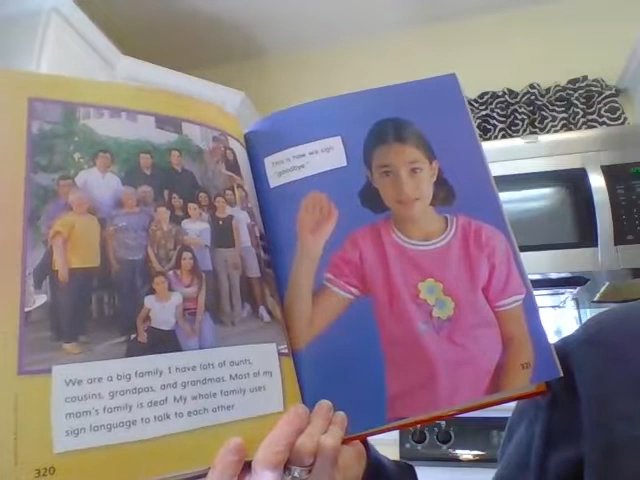 We are a big family. I have lots of aunts,
cousins, grandpas, and grandmas. Most of my
mom's family is deaf. My whole family uses
sign language to talk to each other.
320
This is how we sign
"goodbye."
321